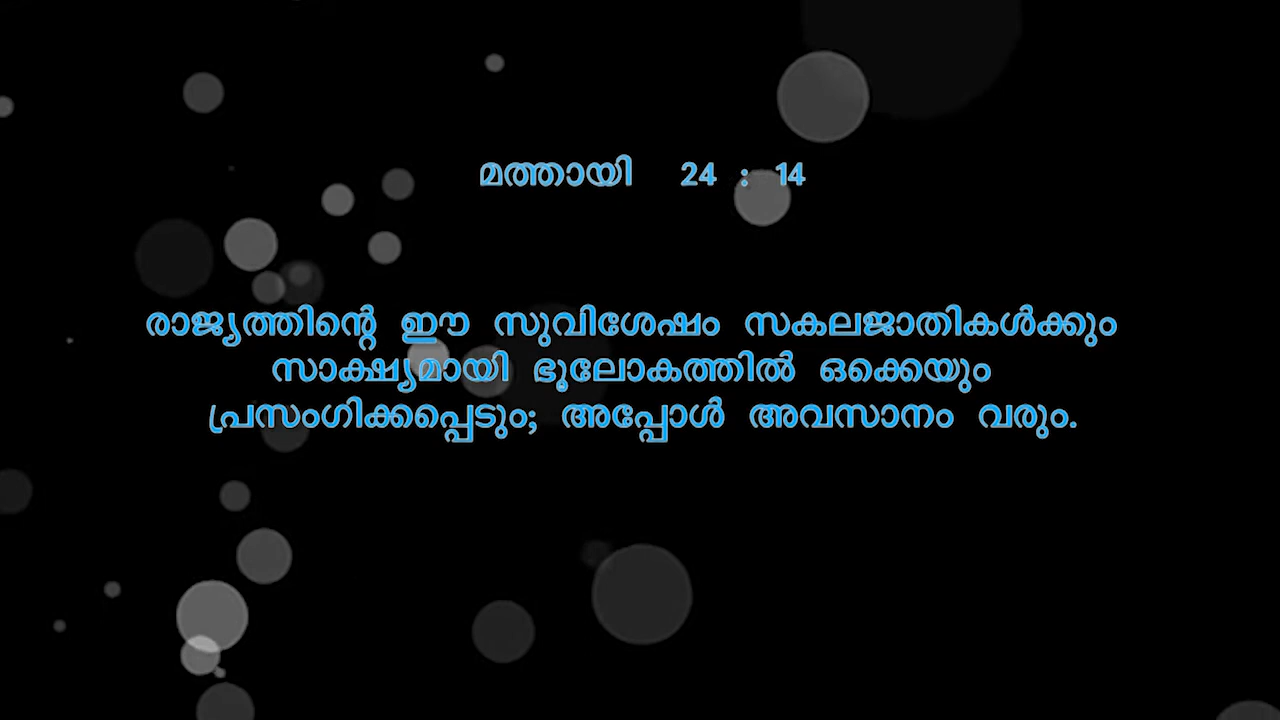 മത്തായി 24 : 14
രാജ്യത്തിന്റെ ഈ സുവിശേഷം സകലജാതികൾക്കും
സാക്ഷ്യമായി ഭൂലോകത്തിൽ ഒക്കെയും
പ്രസംഗിക്കപ്പെടും; അപ്പോൾ അവസാനം വരും.